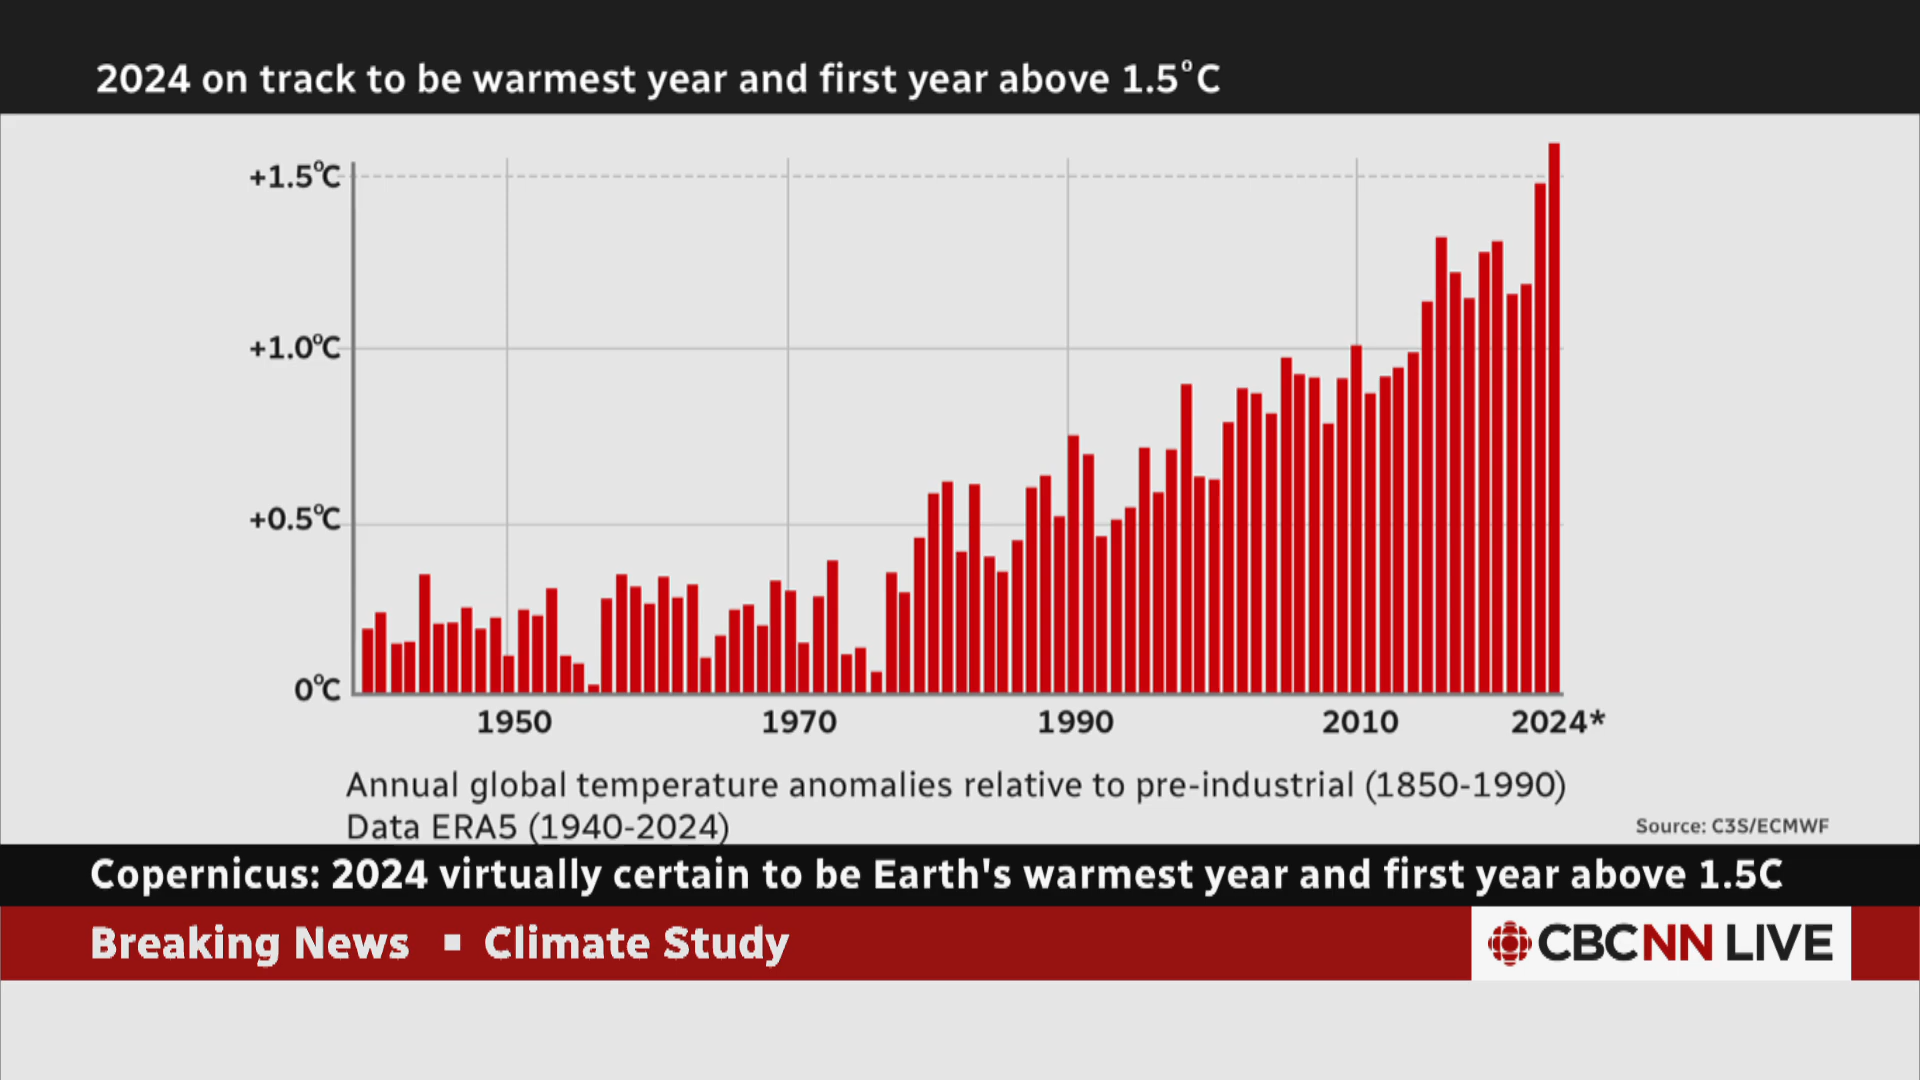 2024 on track to be warmest year and first year above 1.5°C
+1.5°C
+1.0°C
+0.5°C
0°C
1950 1970 1990 2010 2024*
Annual global temperature anomalies relative to pre-industrial (1850-1990)
Data ERA5 (1940-2024)
Source: C3S/ECMWF
Copernicus: 2024 virtually certain to be Earth's warmest year and first year above 1.5C
Breaking News ▪ Climate Study
CBCNN LIVE